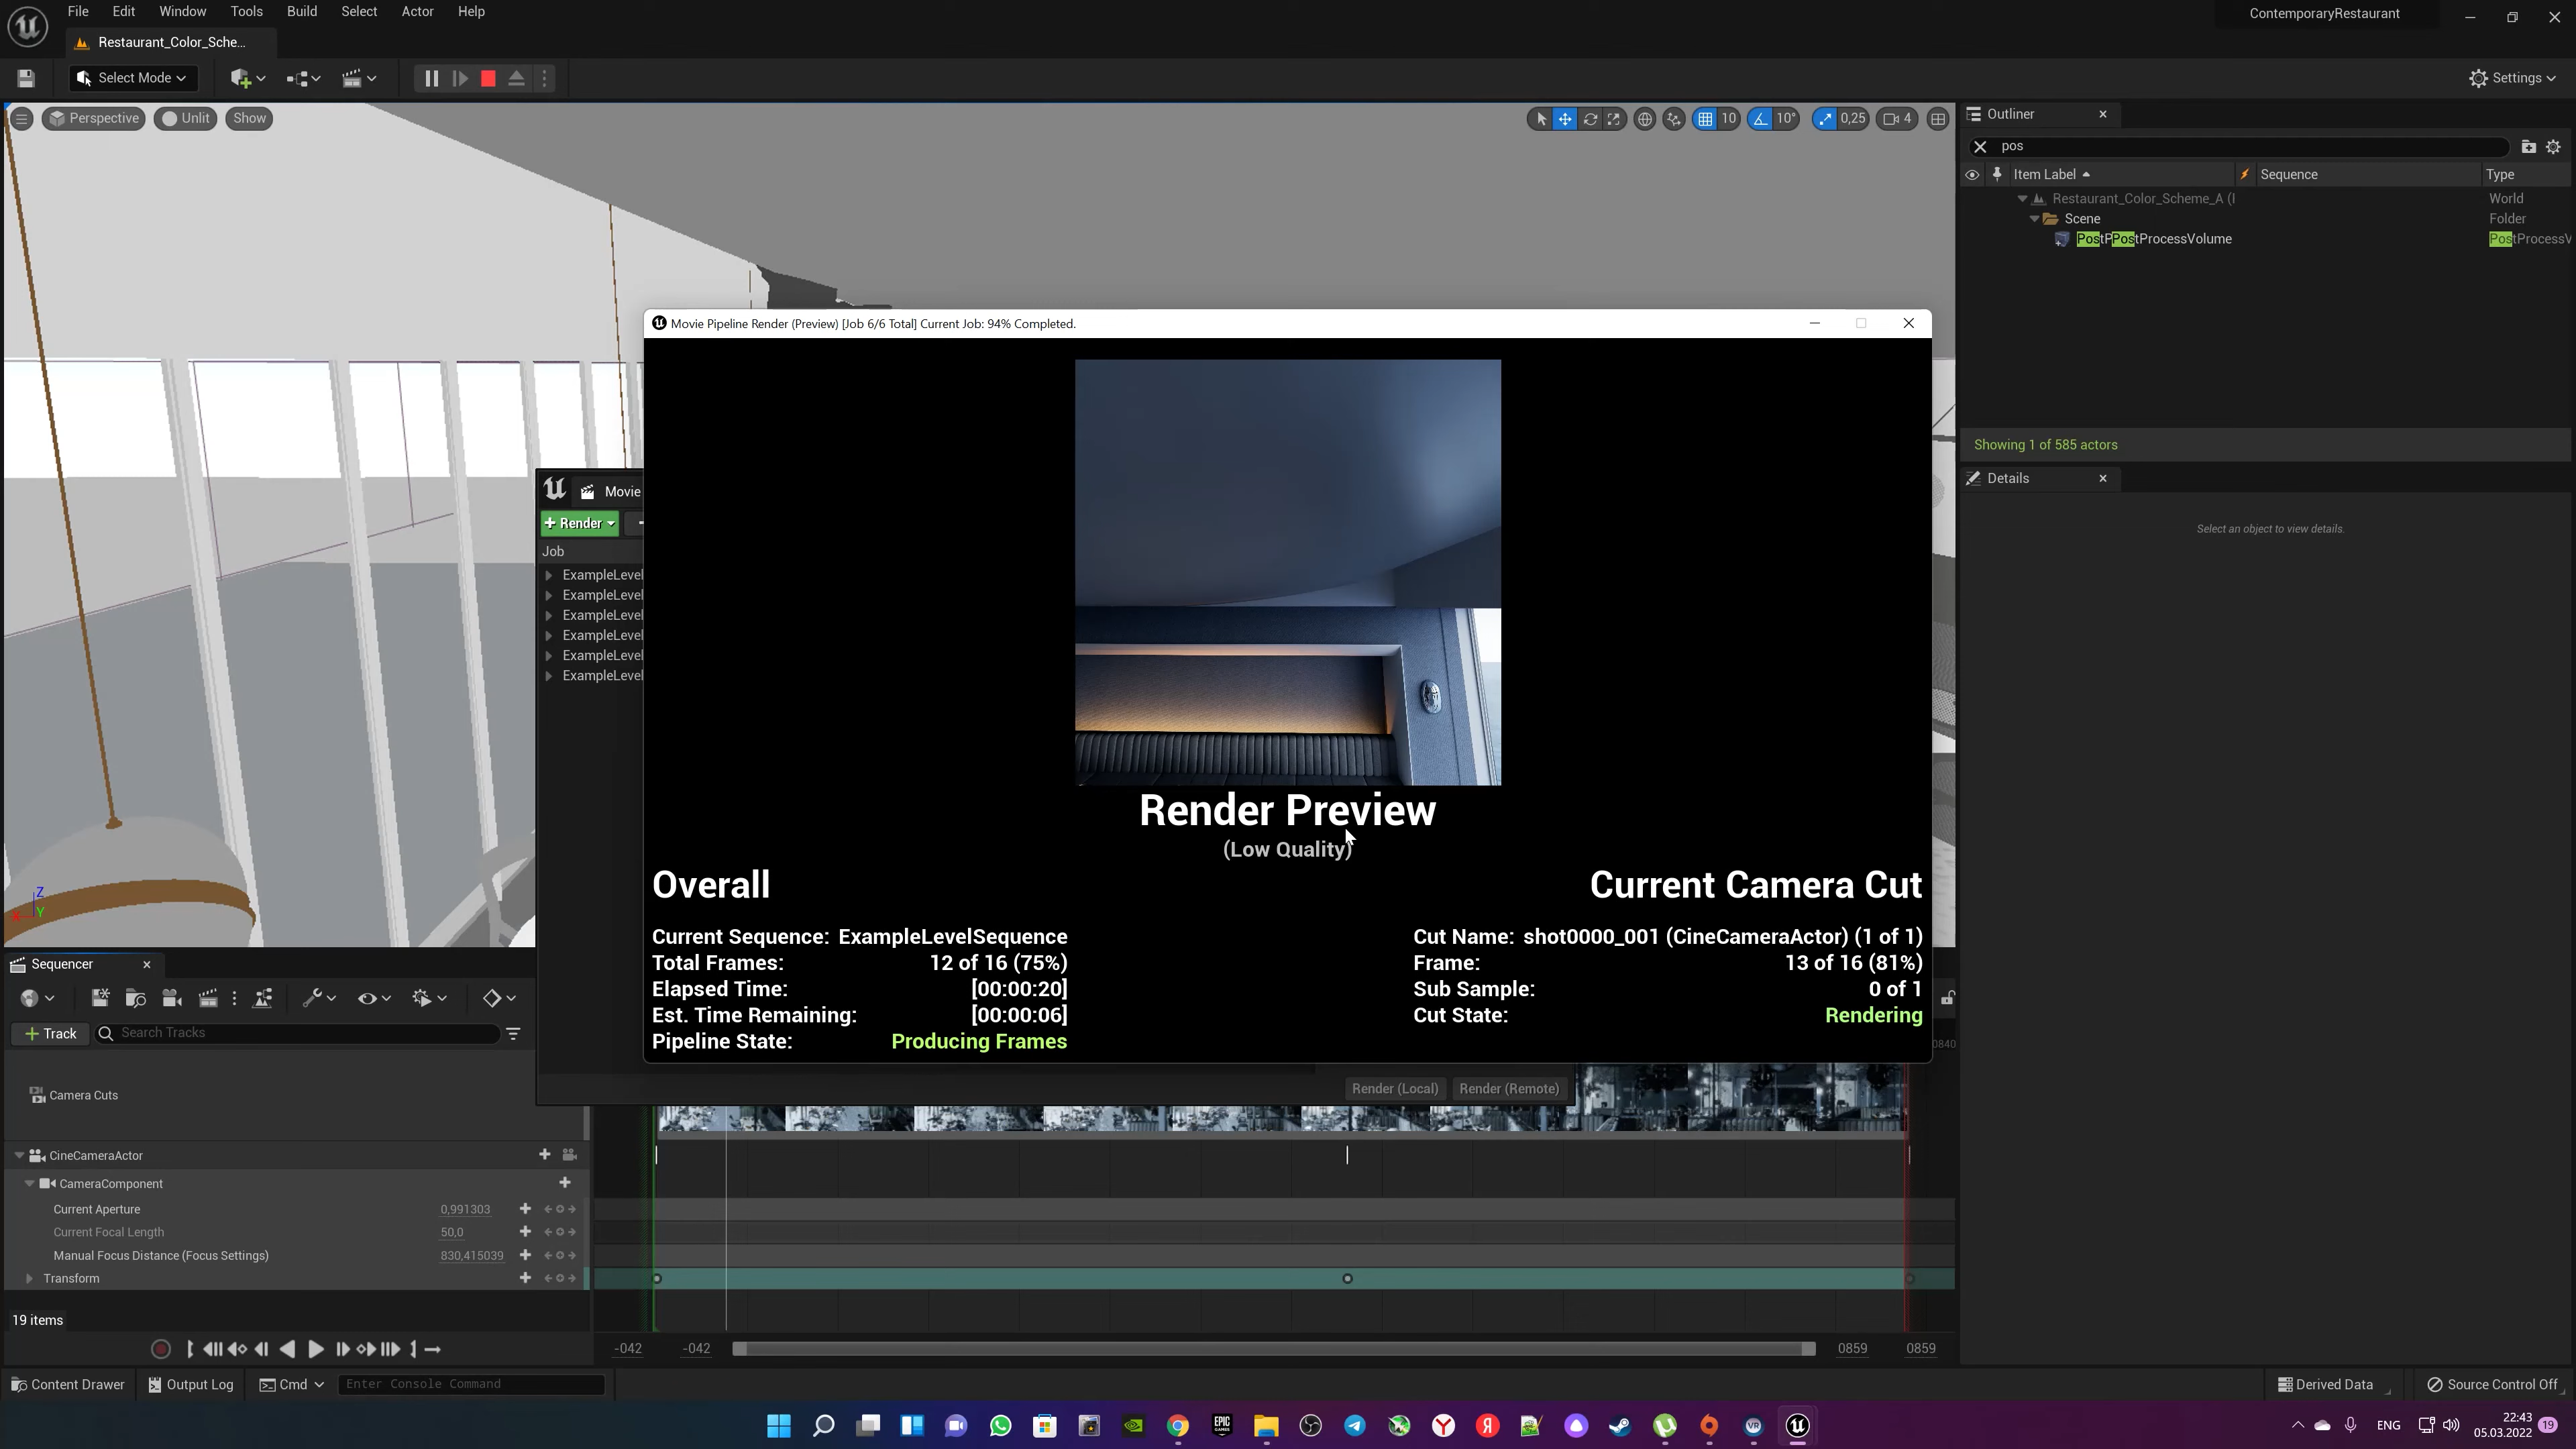 File Edit Window Tools Build Select Actor Help
ContemporaryRestaurant
Restaurant_Color_Sche...
Select Mode
Settings
Perspective Unlit Show
10 10° 0,25 4
Outliner
pos
Item Label Sequence Type
Restaurant_Color_Scheme_A (I World
Scene Folder
PostPPostProcessVolume PostProcessV
Showing 1 of 585 actors
Details
Select an object to view details.
Movie Pipeline Render (Preview) [Job 6/6 Total] Current Job: 94% Completed.
Movie
Render
Job
ExampleLevel
ExampleLevel
ExampleLevel
ExampleLevel
ExampleLevel
ExampleLevel
Render Preview
(Low Quality)
Overall
Current Sequence: ExampleLevelSequence
Total Frames: 12 of 16 (75%)
Elapsed Time: [00:00:20]
Est. Time Remaining: [00:00:06]
Pipeline State: Producing Frames
Current Camera Cut
Cut Name: shot0000_001 (CineCameraActor) (1 of 1)
Frame: 13 of 16 (81%)
Sub Sample: 0 of 1
Cut State: Rendering
Render (Local) Render (Remote)
Sequencer
Track Search Tracks
0840
Camera Cuts
CineCameraActor
CameraComponent
Current Aperture 0,991303
Current Focal Length 50,0
Manual Focus Distance (Focus Settings) 830,415039
Transform
19 items
-042 -042 0859 0859
Content Drawer Output Log Cmd Enter Console Command
Derived Data Source Control Off
EPIC GAMES
VR
ENG
22:43
05.03.2022
19